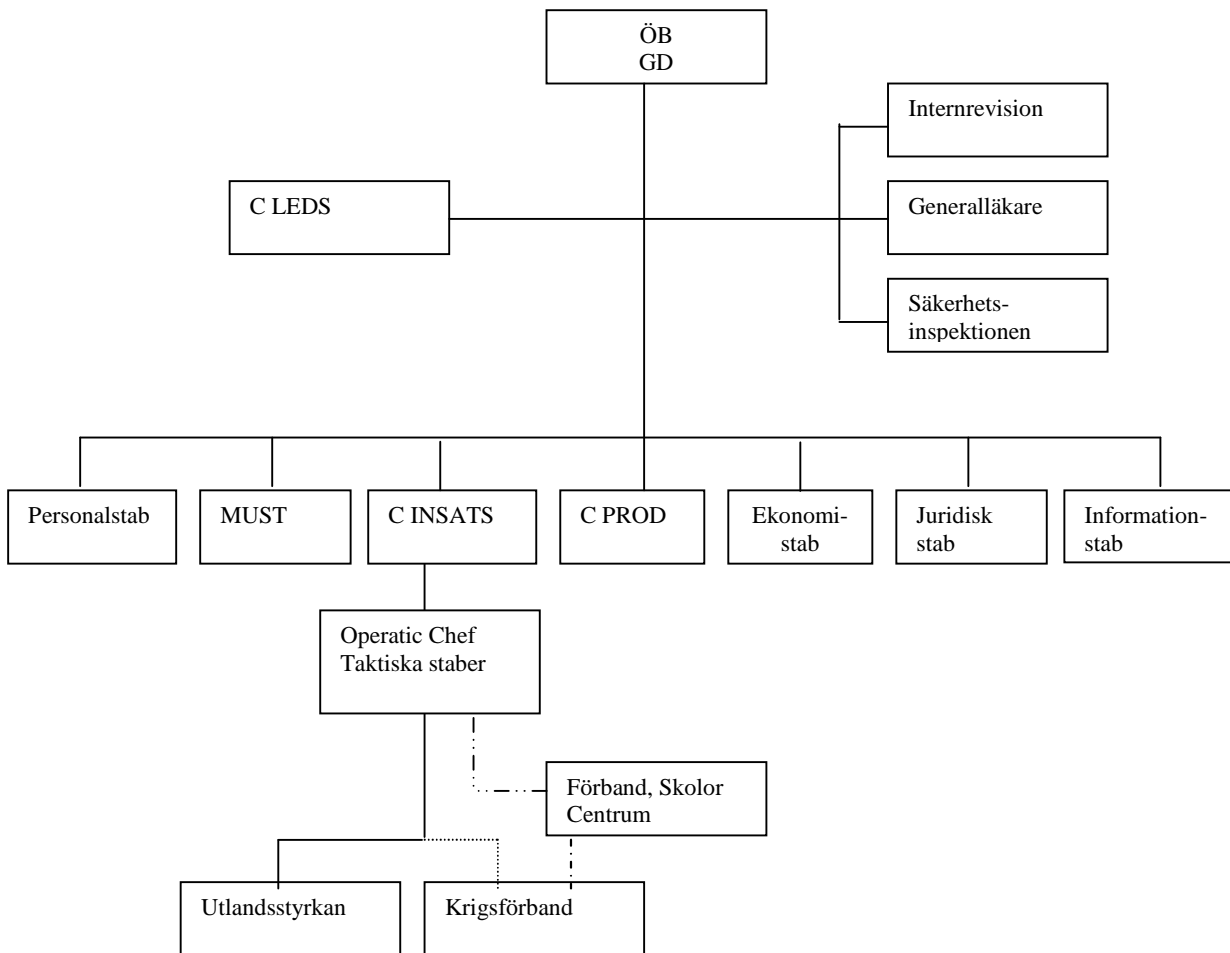 ÖB
GD
Internrevision
C LEDS
Generalläkare
Säkerhets-
inspektionen
Personalstab
MUST
C INSATS
C PROD
Ekonomi-
stab
Juridisk
stab
Information-
stab
Operatic Chef
Taktiska staber
Förband, Skolor
Centrum
Utlandsstyrkan
Krigsförband